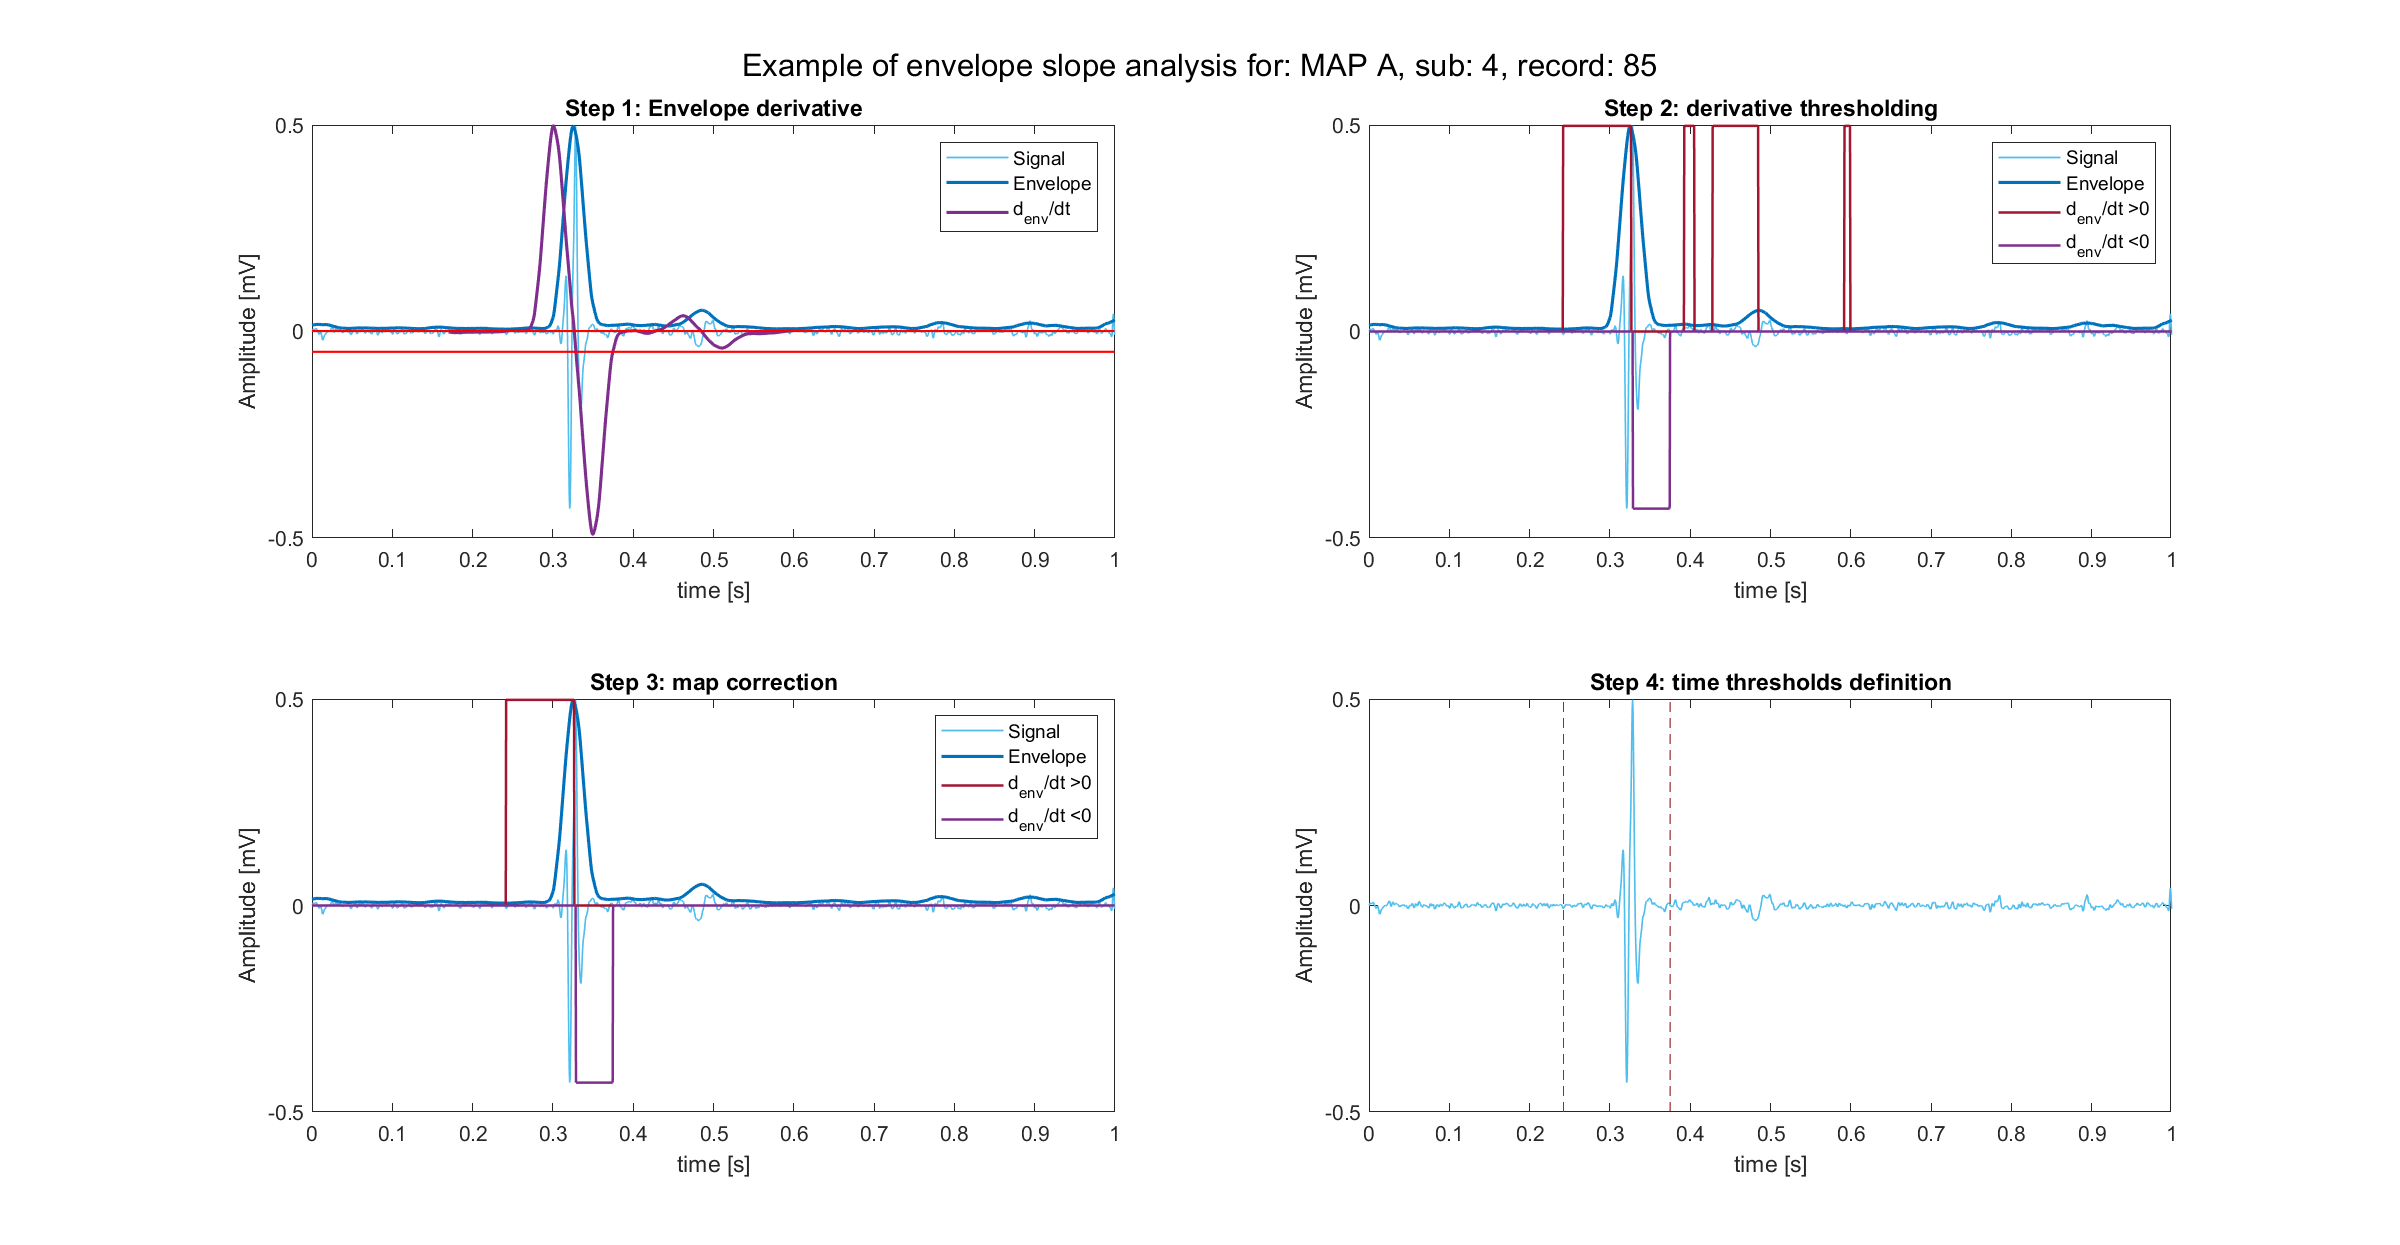 Example of envelope slope analysis for: MAP A, sub: 4, record: 85
Step 1: Envelope derivative
0.5
0
-0.5
Amplitude [mV]
0 0.1 0.2 0.3 0.4 0.5 0.6 0.7 0.8 0.9 1
time [s]
Signal
Envelope
d_env/dt
Step 2: derivative thresholding
0.5
0
-0.5
Amplitude [mV]
0 0.1 0.2 0.3 0.4 0.5 0.6 0.7 0.8 0.9 1
time [s]
Signal
Envelope
d_env/dt >0
d_env/dt <0
Step 3: map correction
0.5
0
-0.5
Amplitude [mV]
0 0.1 0.2 0.3 0.4 0.5 0.6 0.7 0.8 0.9 1
time [s]
Signal
Envelope
d_env/dt >0
d_env/dt <0
Step 4: time thresholds definition
0.5
0
-0.5
Amplitude [mV]
0 0.1 0.2 0.3 0.4 0.5 0.6 0.7 0.8 0.9 1
time [s]